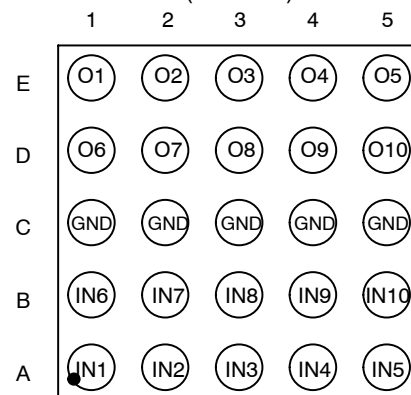 1 2 3 4 5
E O1 O2 O3 O4 O5
D O6 O7 O8 O9 O10
C GND GND GND GND GND
B IN6 IN7 IN8 IN9 IN10
A IN1 IN2 IN3 IN4 IN5